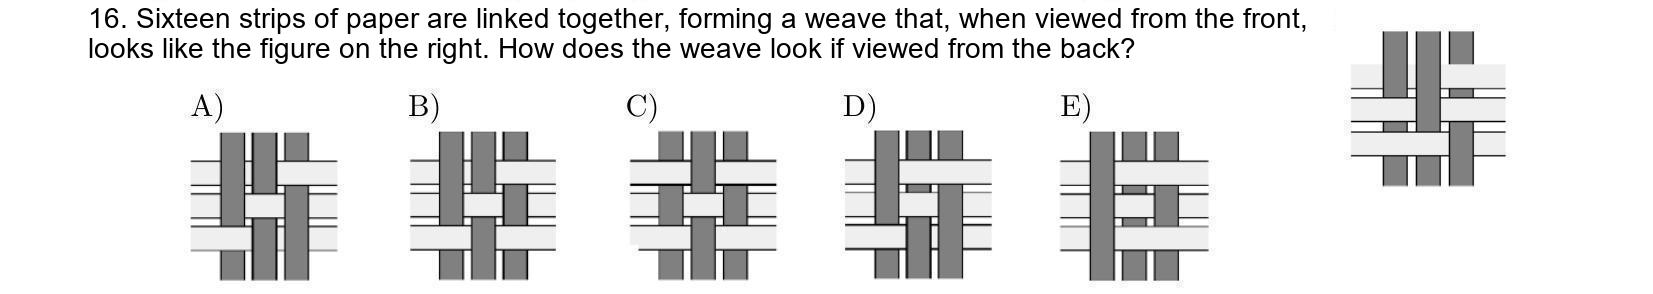 16. Sixteen strips of paper are linked together, forming a weave that, when viewed from the front,
looks like the figure on the right. How does the weave look if viewed from the back?
A) B) C) D) E)